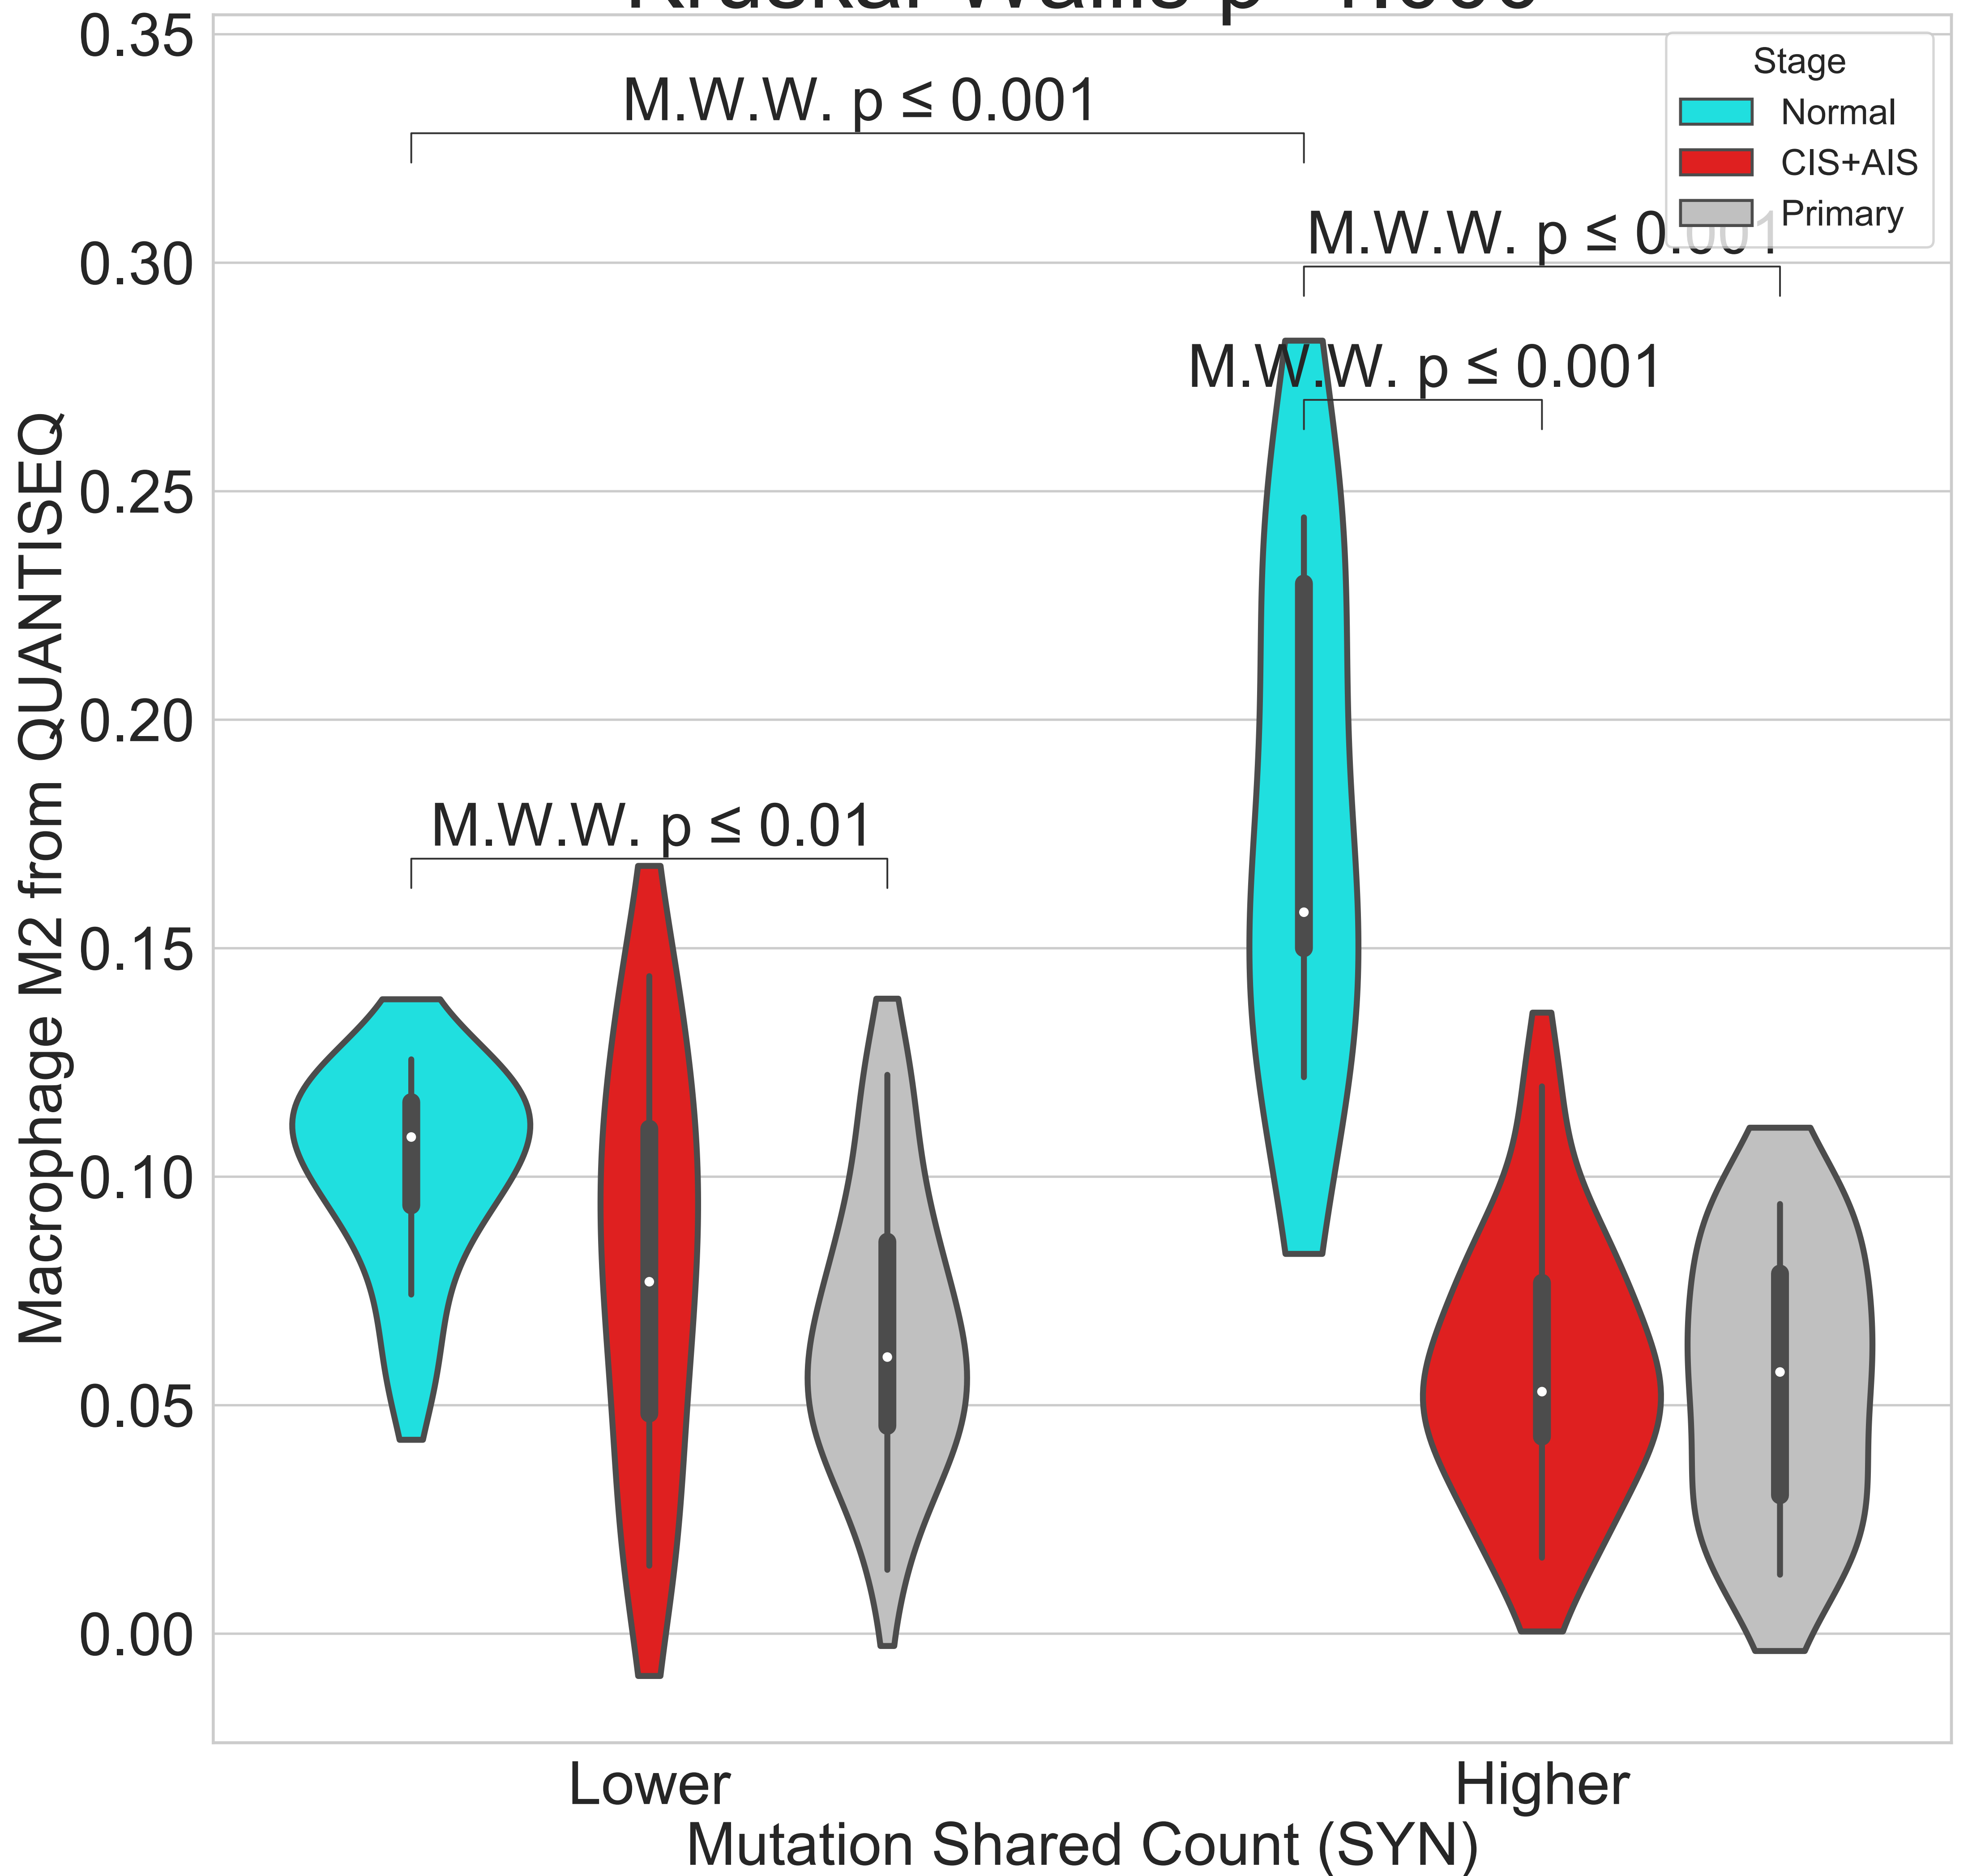 0.35
0.30
0.25
0.20
0.15
0.10
0.05
0.00
Macrophage M2 from QUANTISEQ
M.W.W. p ≤ 0.001
M.W.W. p ≤ 0.001
M.W.W. p ≤ 0.001
M.W.W. p ≤ 0.01
Stage
Normal
CIS+AIS
Primary
Lower
Higher
Mutation Shared Count (SYN)